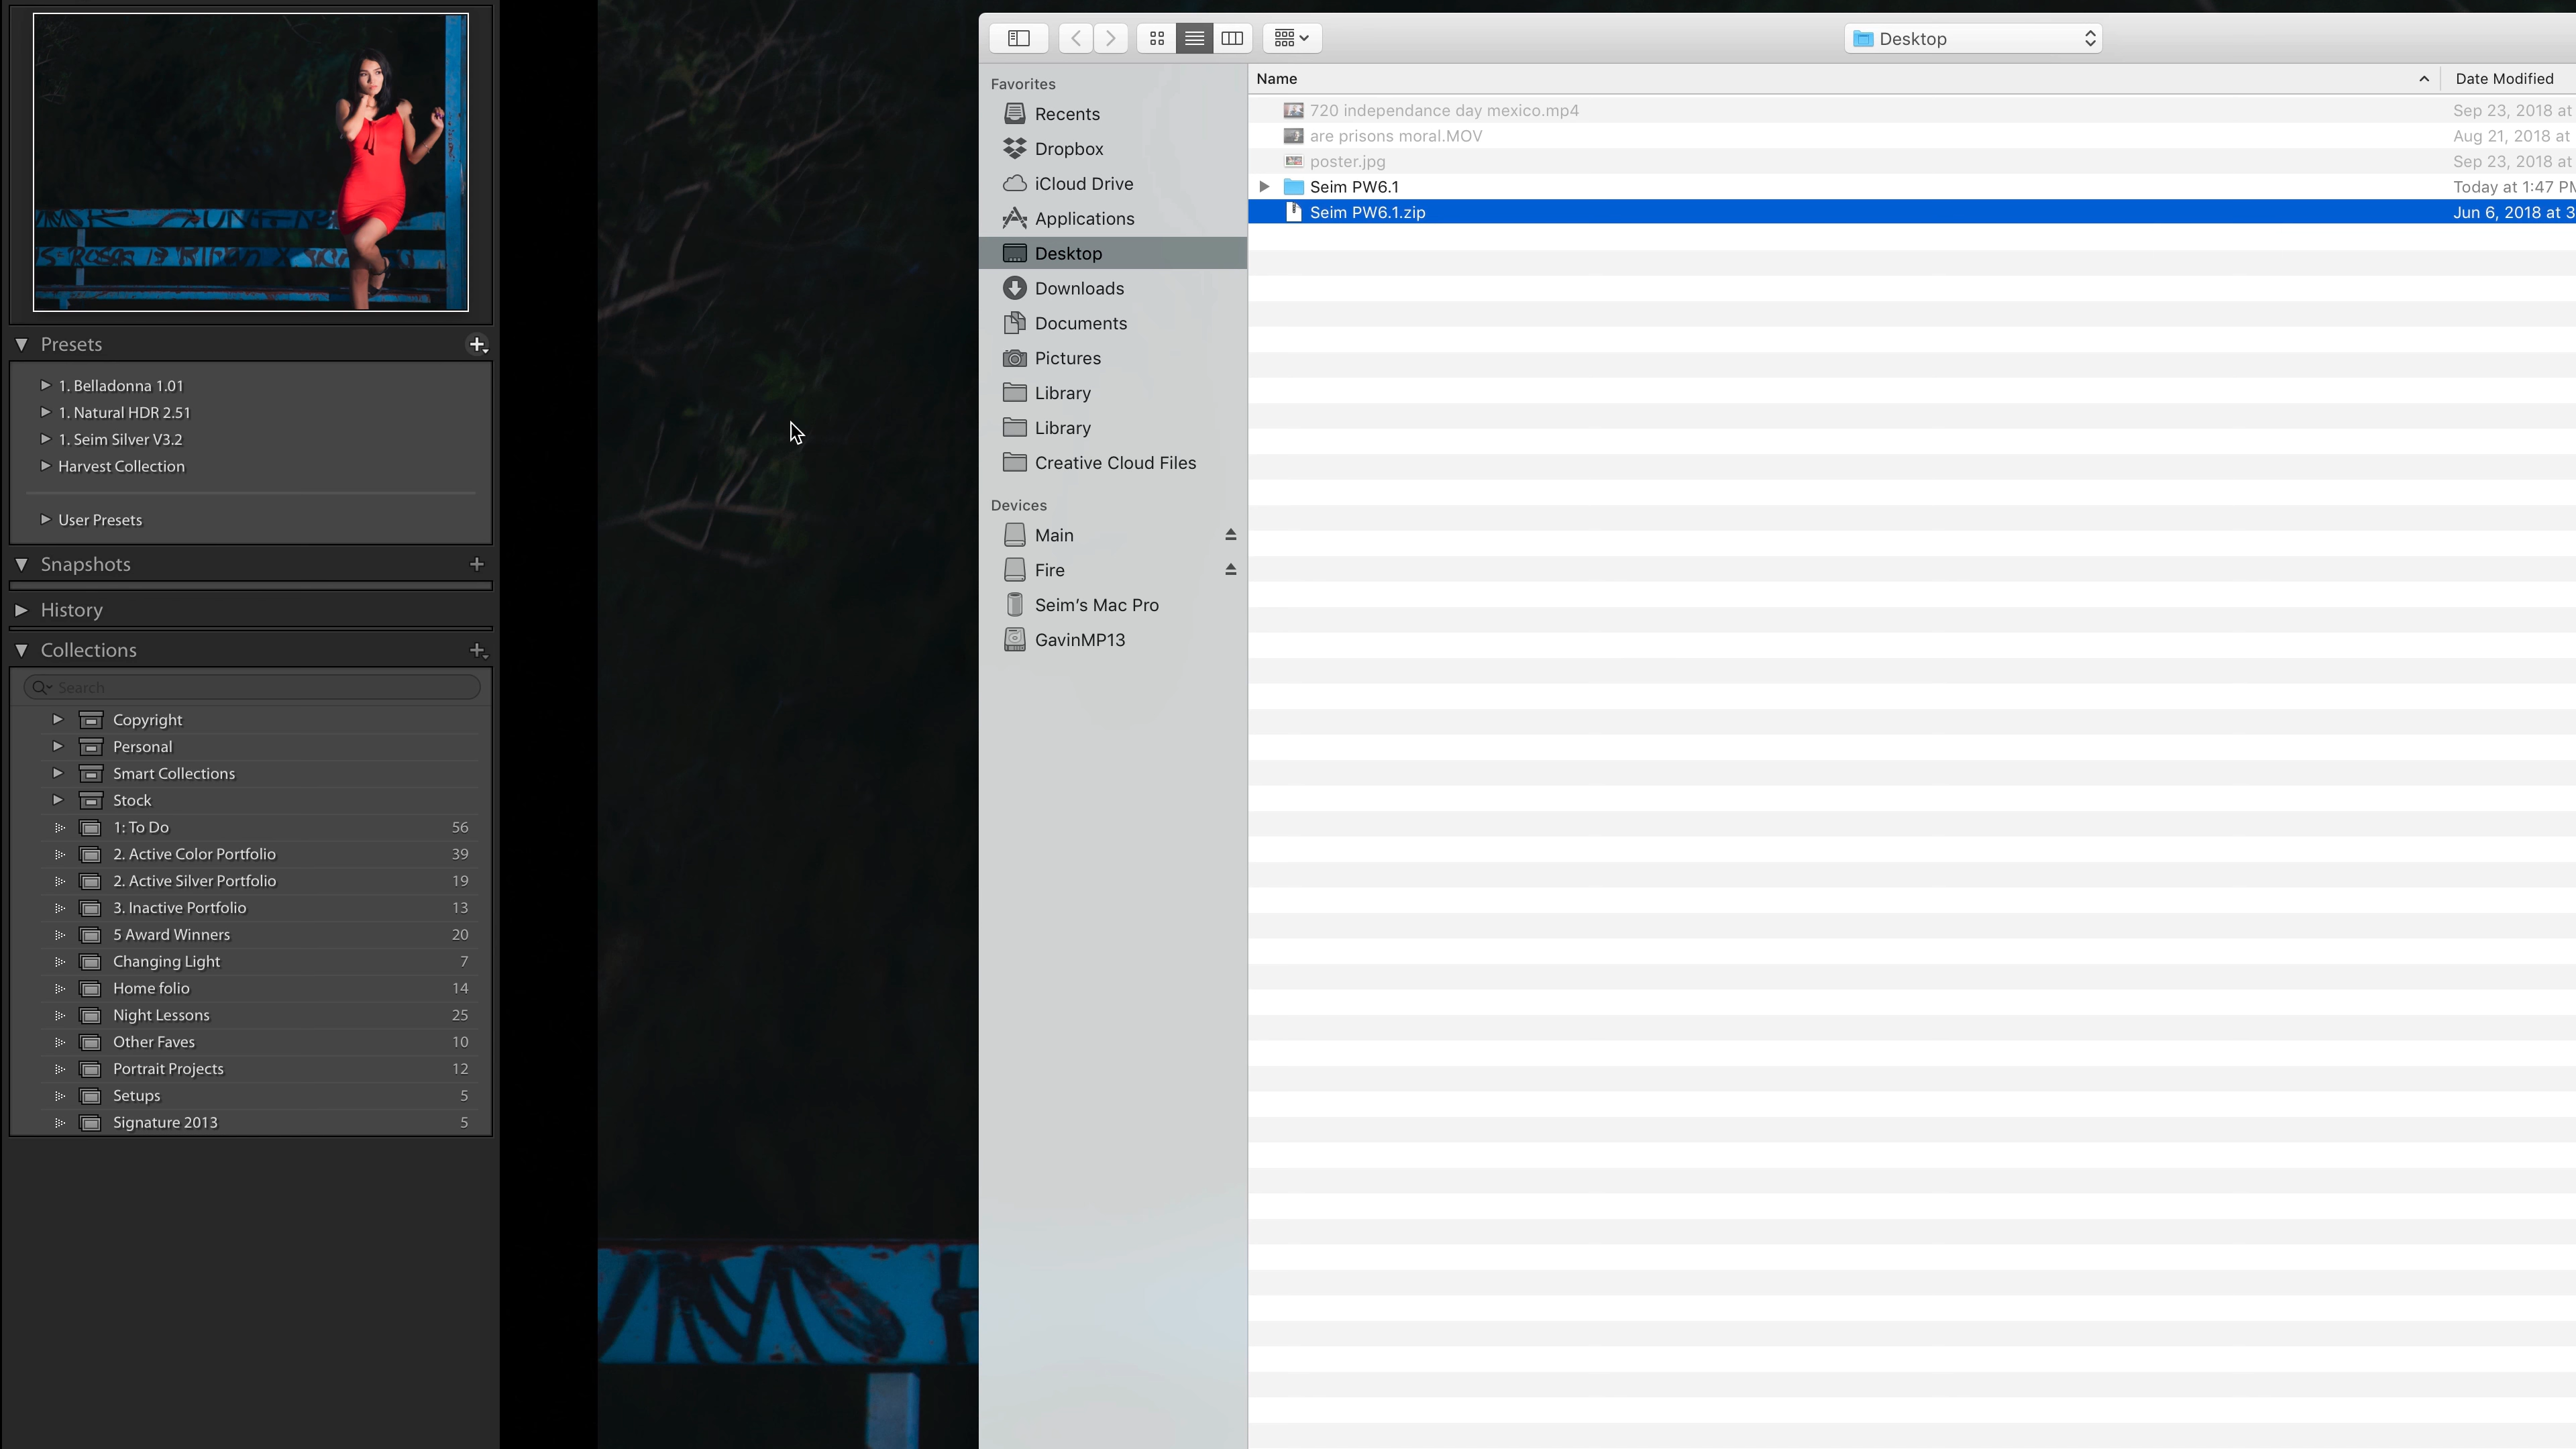 Presets
1. Belladonna 1.01
1. Natural HDR 2.51
1. Seim Silver V3.2
Harvest Collection
User Presets
Snapshots
History
Collections
Search
Copyright
Personal
Smart Collections
Stock
1: To Do 56
2. Active Color Portfolio 39
2. Active Silver Portfolio 19
3. Inactive Portfolio 13
5 Award Winners 20
Changing Light 7
Home folio 14
Night Lessons 25
Other Faves 10
Portrait Projects 12
Setups 5
Signature 2013 5
Desktop
Favorites
Recents
Dropbox
iCloud Drive
Applications
Desktop
Downloads
Documents
Pictures
Library
Library
Creative Cloud Files
Devices
Main
Fire
Seim's Mac Pro
GavinMP13
Name Date Modified
720 independance day mexico.mp4 Sep 23, 2018 at
are prisons moral.MOV Aug 21, 2018 at
poster.jpg Sep 23, 2018 at
Seim PW6.1 Today at 1:47 PM
Seim PW6.1.zip Jun 6, 2018 at 3